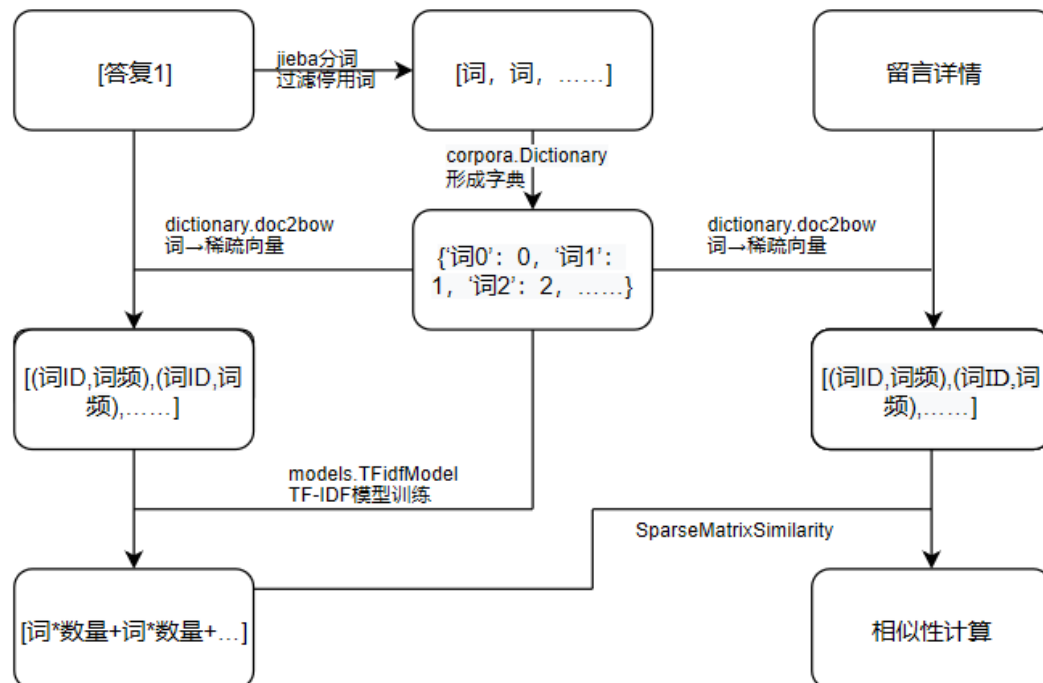 [答复1]
jieba分词
过滤停用词
[词，词，……]
留言详情
corpora.Dictionary
形成字典
dictionary.doc2bow
词→稀疏向量
{‘词0’：0，‘词1’：
1，‘词2’：2，……}
dictionary.doc2bow
词→稀疏向量
[(词ID,词频),(词ID,词
频),……]
[(词ID,词频),(词ID,词
频),……]
models.TFidfModel
TF-IDF模型训练
SparseMatrixSimilarity
[词*数量+词*数量+…]
相似性计算